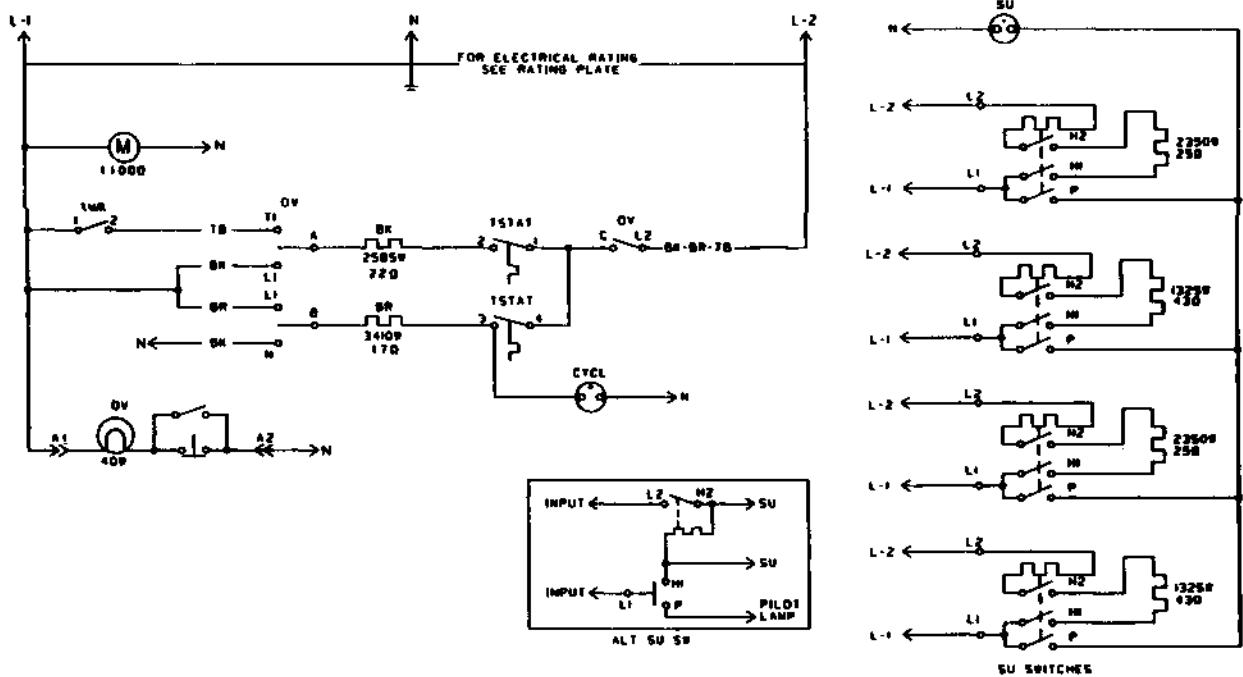 L-1
N
L-2
FOR ELECTRICAL RATING
SEE RATING PLATE
M
N
OV
TMR
1
2
TB
T1
A
BK
2585W
22Ω
TSTAT
2
1
OV
C
L2
BK-BR-TB
BK
L1
L1
BR
B
BR
3410W
17Ω
TSTAT
3
4
N
BK
N
CYCL
N
OV
A1
40W
A2
N
INPUT
L2
H2
SU
SU
INPUT
L1
H1
P
PILOT
LAMP
ALT SU SW
SU
N
L-2
L2
H2
2350W
25Ω
H1
L-1
L1
P
L-2
L2
H2
1325W
43Ω
H1
L-1
L1
P
L-2
L2
H2
2350W
25Ω
H1
L-1
L1
P
L-2
L2
H2
1325W
43Ω
H1
L-1
L1
P
SU SWITCHES